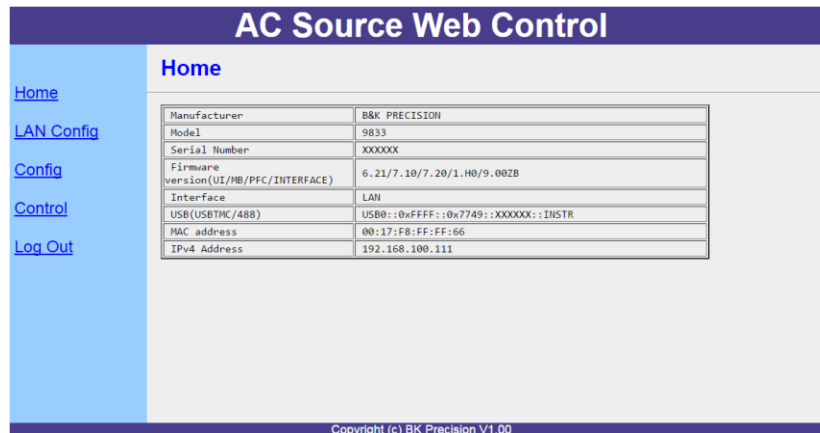 AC Source Web Control
Home
LAN Config
Config
Control
Log Out
Home
Manufacturer B&K PRECISION
Model 9833
Serial Number XXXXXX
Firmware
version(UI/MB/PFC/INTERFACE) 6.21/7.10/7.20/1.H0/9.00ZB
Interface LAN
USB(USBTMC/488) USB0::0xFFFF::0x7749::XXXXXX::INSTR
MAC address 00:17:F8:FF:FF:66
IPv4 Address 192.168.100.111
Copyright (c) BK Precision V1.00